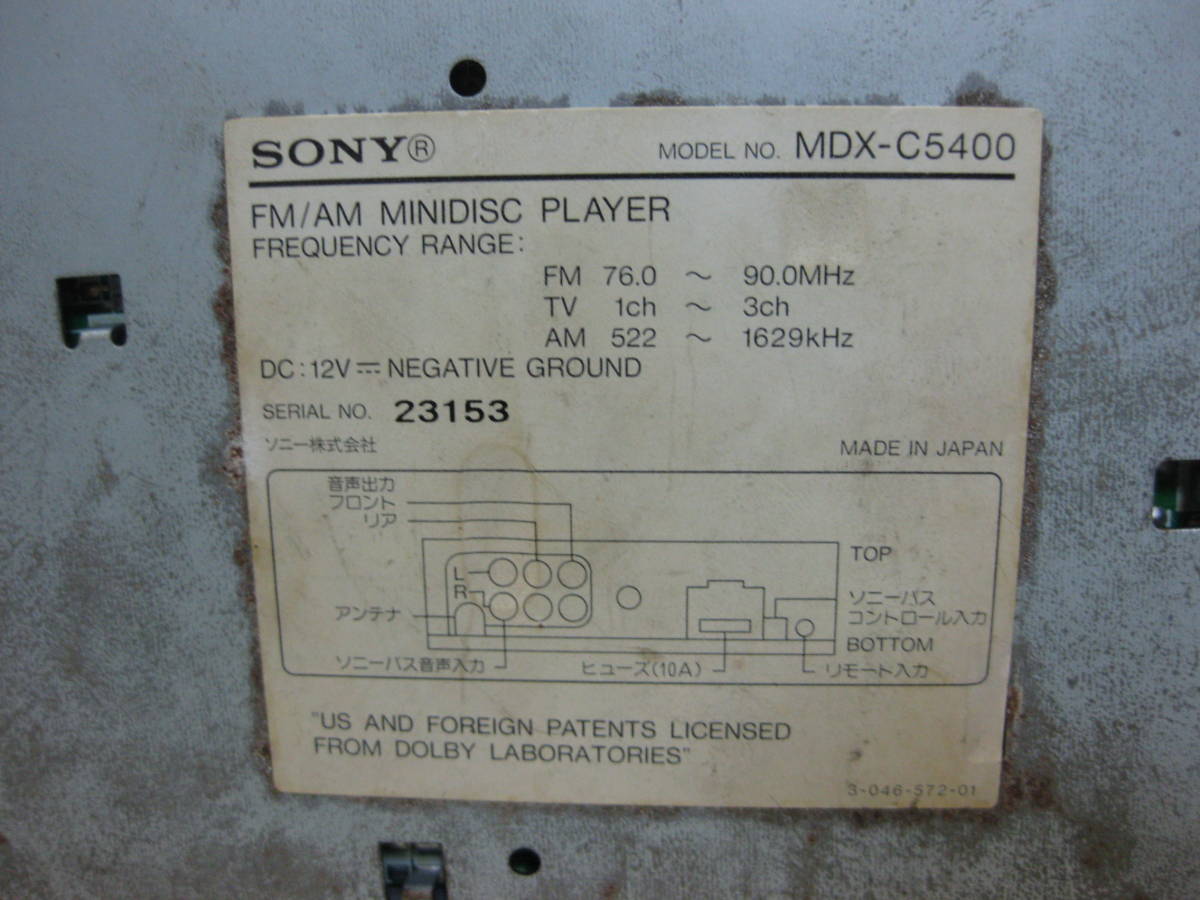 SONY® MODEL NO. MDX-C5400
FM/AM MINIDISC PLAYER
FREQUENCY RANGE:
FM 76.0 ～ 90.0MHz
TV 1ch ～ 3ch
AM 522 ～ 1629kHz
DC:12V⎓NEGATIVE GROUND
SERIAL NO. 23153
ソニー株式会社 MADE IN JAPAN
音声出力
フロント
リア
TOP
L
R
アンテナ
ソニーバス
コントロール入力
BOTTOM
ソニーバス音声入力
ヒューズ(10A)
リモート入力
"US AND FOREIGN PATENTS LICENSED
FROM DOLBY LABORATORIES"
3-046-572-01